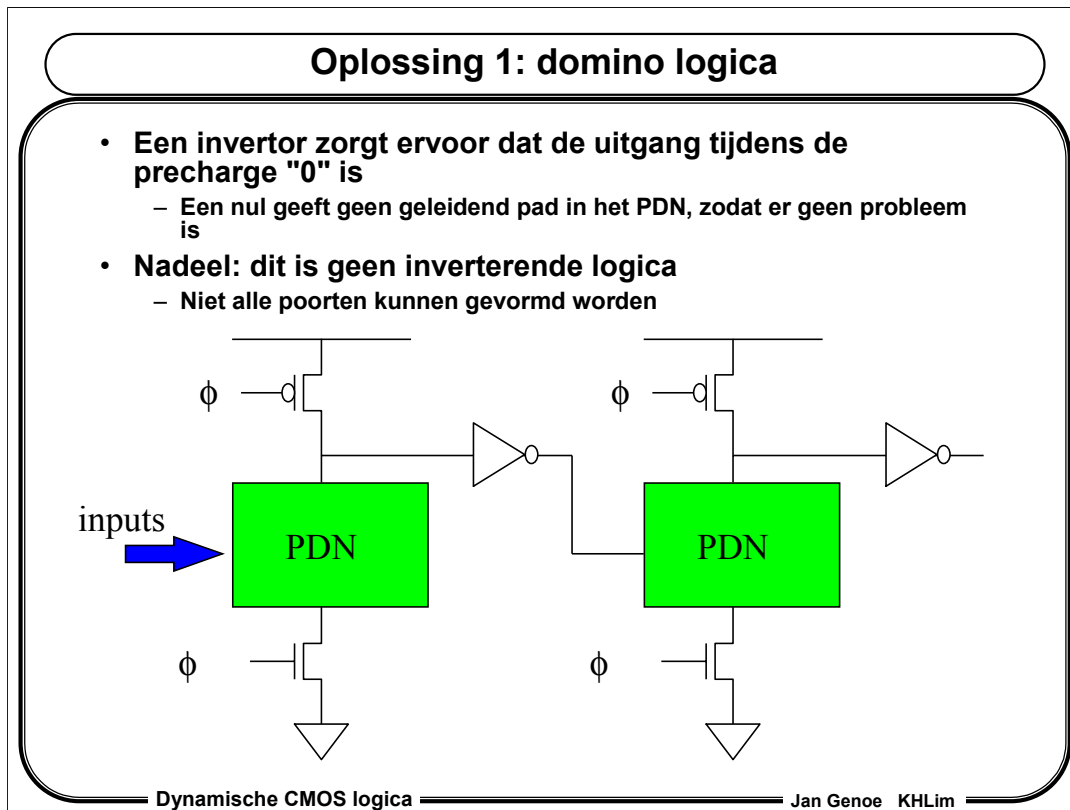 Oplossing 1: domino logica
• Een invertor zorgt ervoor dat de uitgang tijdens de
precharge "0" is
– Een nul geeft geen geleidend pad in het PDN, zodat er geen probleem
is
• Nadeel: dit is geen inverterende logica
– Niet alle poorten kunnen gevormd worden
ϕ ϕ
inputs
PDN PDN
ϕ ϕ
Dynamische CMOS logica Jan Genoe KHLim